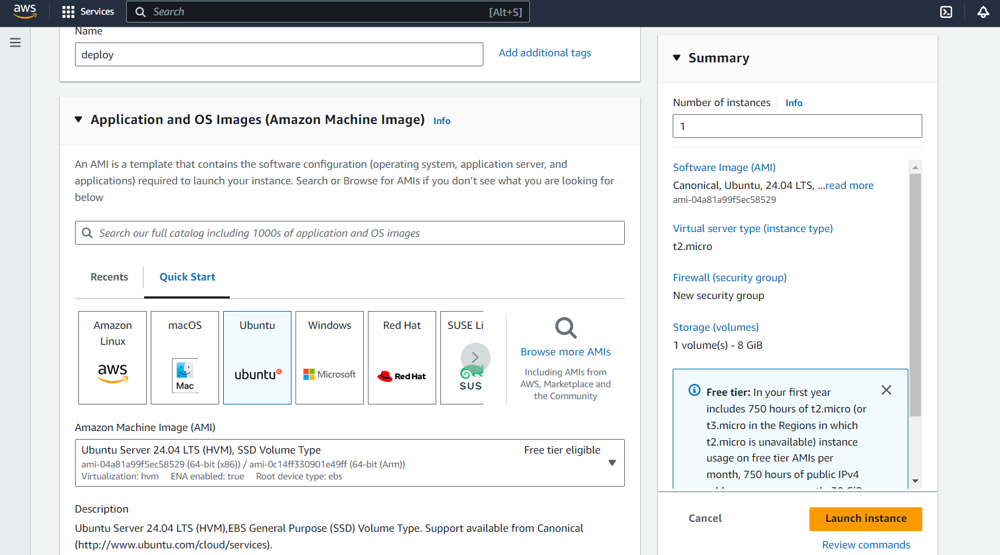 aws
Services
Search
[Alt+S]
Name
deploy
Add additional tags
Application and OS Images (Amazon Machine Image)
Info
An AMI is a template that contains the software configuration (operating system, application server, and
applications) required to launch your instance. Search or Browse for AMIs if you don’t see what you are looking for
below
Search our full catalog including 1000s of application and OS images
Recents
Quick Start
Amazon
Linux
aws
macOS
Mac
Ubuntu
ubuntu
Windows
Microsoft
Red Hat
Red Hat
SUSE Li
SUS
Browse more AMIs
Including AMIs from
AWS, Marketplace and
the Community
Amazon Machine Image (AMI)
Ubuntu Server 24.04 LTS (HVM), SSD Volume Type
Free tier eligible
ami-04a81a99f5ec58529 (64-bit (x86)) / ami-0c14ff330901e49ff (64-bit (Arm))
Virtualization: hvm ENA enabled: true Root device type: ebs
Description
Ubuntu Server 24.04 LTS (HVM),EBS General Purpose (SSD) Volume Type. Support available from Canonical
(http://www.ubuntu.com/cloud/services).
Summary
Number of instances
Info
1
Software Image (AMI)
Canonical, Ubuntu, 24.04 LTS, ...read more
ami-04a81a99f5ec58529
Virtual server type (instance type)
t2.micro
Firewall (security group)
New security group
Storage (volumes)
1 volume(s) - 8 GiB
Free tier: In your first year
includes 750 hours of t2.micro (or
t3.micro in the Regions in which
t2.micro is unavailable) instance
usage on free tier AMIs per
month, 750 hours of public IPv4
Cancel
Launch instance
Review commands